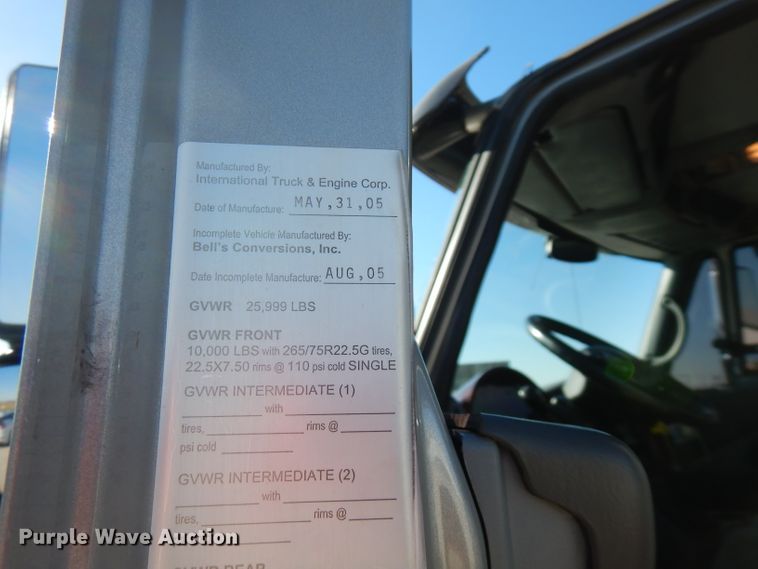 Manufactured By:
International Truck & Engine Corp.
Date of Manufacture: MAY,31,05
Incomplete Vehicle Manufactured By:
Bell's Conversions, Inc.
Date Incomplete Manufacture: AUG,05
GVWR 25,999 LBS
GVWR FRONT
10,000 LBS with 265/75R22.5G tires,
22.5X7.50 rims @ 110 psi cold SINGLE
GVWR INTERMEDIATE (1)
with
tires, rims @
psi cold
GVWR INTERMEDIATE (2)
with
tires, rims @
GVWR REAR
Purple Wave Auction